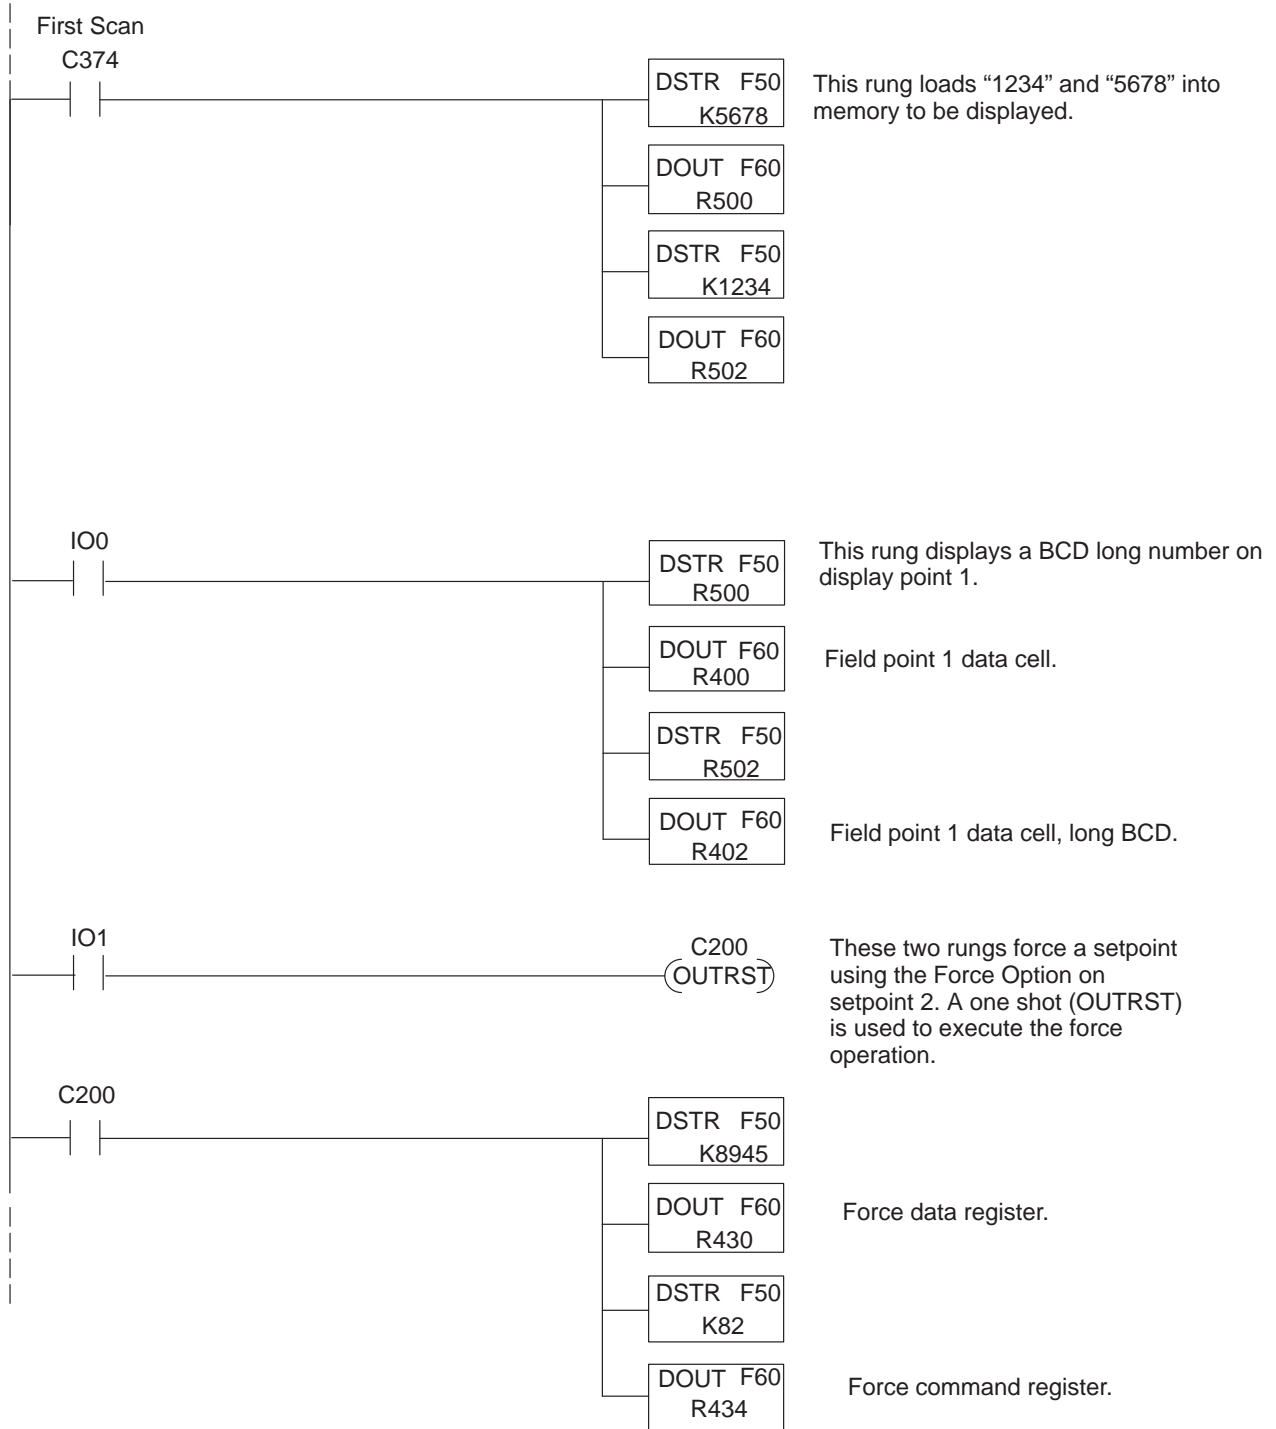 First Scan
C374
DSTR F50
K5678
This rung loads “1234” and “5678” into
memory to be displayed.
DOUT F60
R500
DSTR F50
K1234
DOUT F60
R502
IO0
DSTR F50
R500
This rung displays a BCD long number on
display point 1.
DOUT F60
R400
Field point 1 data cell.
DSTR F50
R502
DOUT F60
R402
Field point 1 data cell, long BCD.
IO1
C200
OUTRST
These two rungs force a setpoint
using the Force Option on
setpoint 2. A one shot (OUTRST)
is used to execute the force
operation.
C200
DSTR F50
K8945
DOUT F60
R430
Force data register.
DSTR F50
K82
DOUT F60
R434
Force command register.